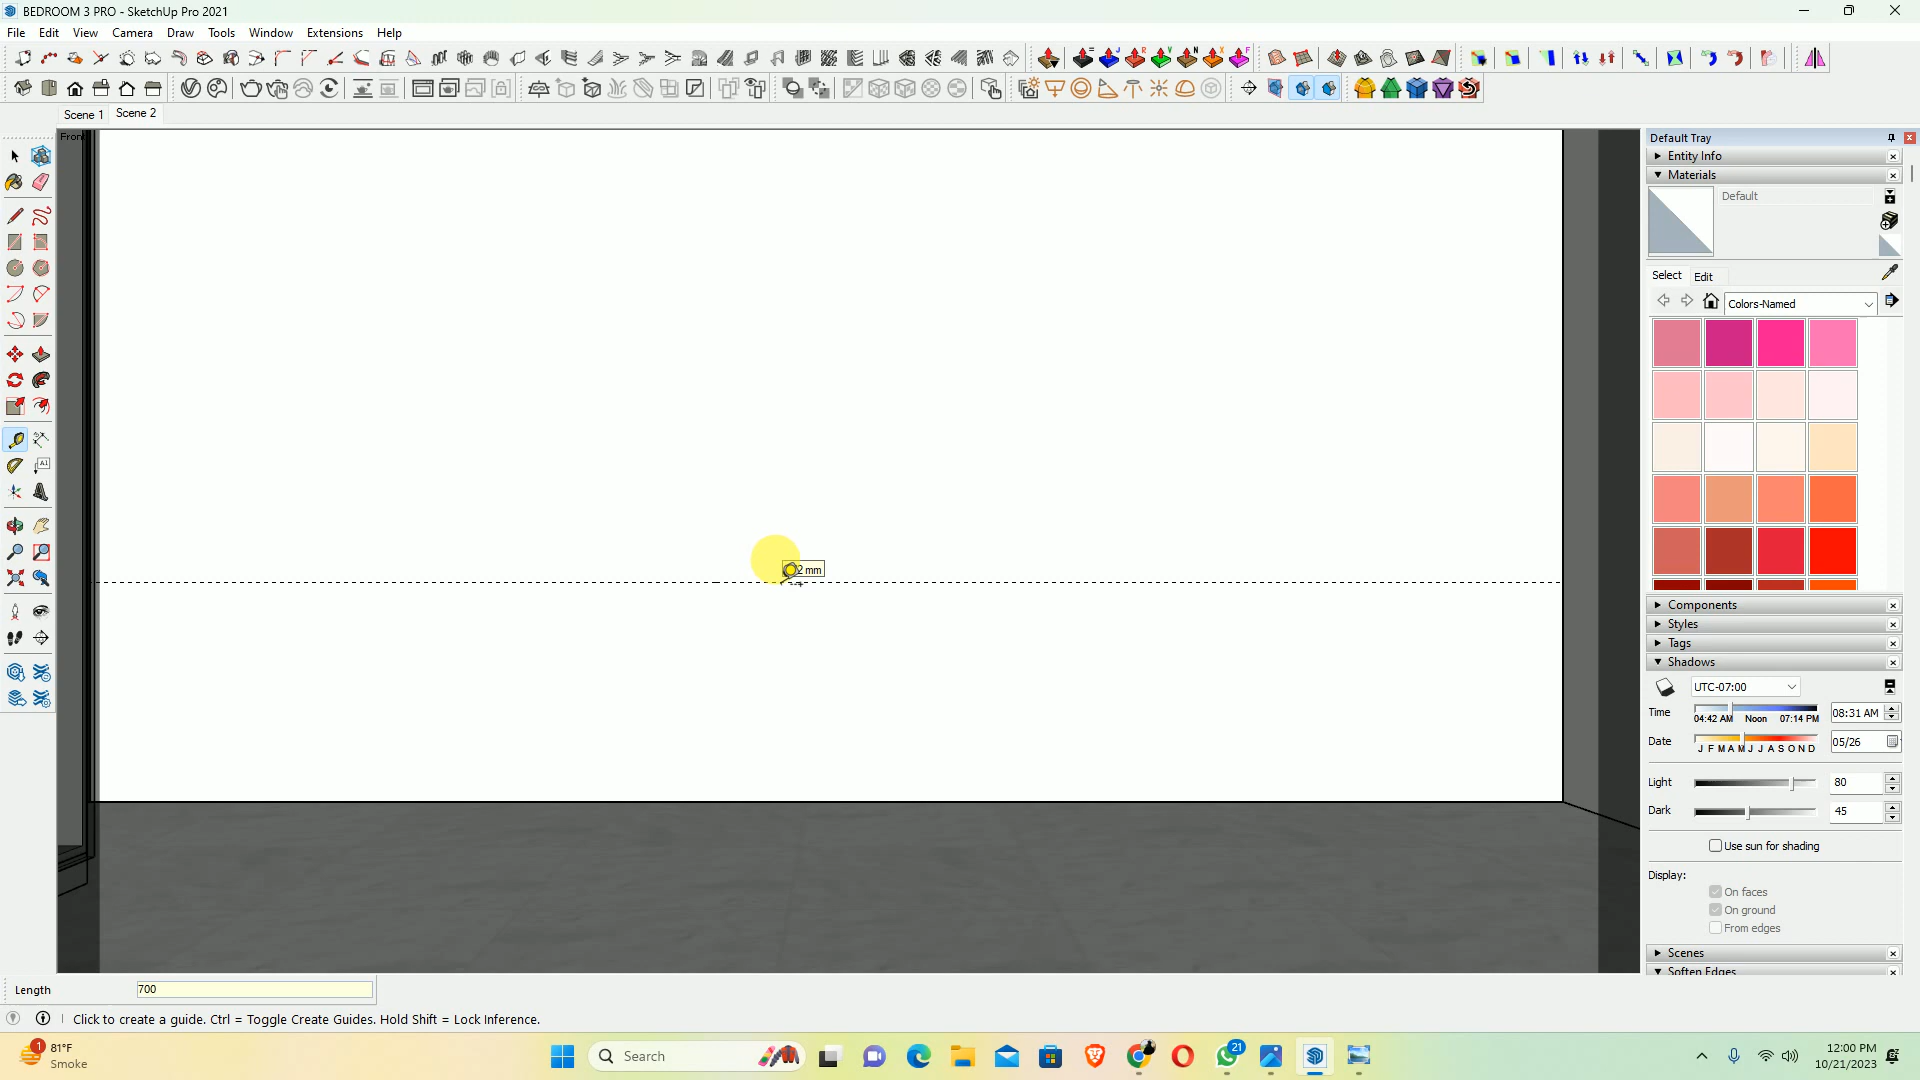 BEDROOM 3 PRO - SketchUp Pro 2021
File Edit View Camera Draw Tools Window Extensions Help
Scene 1 Scene 2
Default Tray
Entity Info
Materials
Default
Select Edit
Colors-Named
2 mm
Components
Styles
Tags
Shadows
UTC-07:00
Time 04:42 AM Noon 07:14 PM 08:31 AM
Date J F M A M J J A S O N D 05/26
Light 80
Dark 45
Use sun for shading
Display:
On faces
On ground
From edges
Scenes
Soften Edges
Length 700
Click to create a guide. Ctrl = Toggle Create Guides. Hold Shift = Lock Inference.
1 81°F
Smoke
Search
21
12:00 PM
10/21/2023